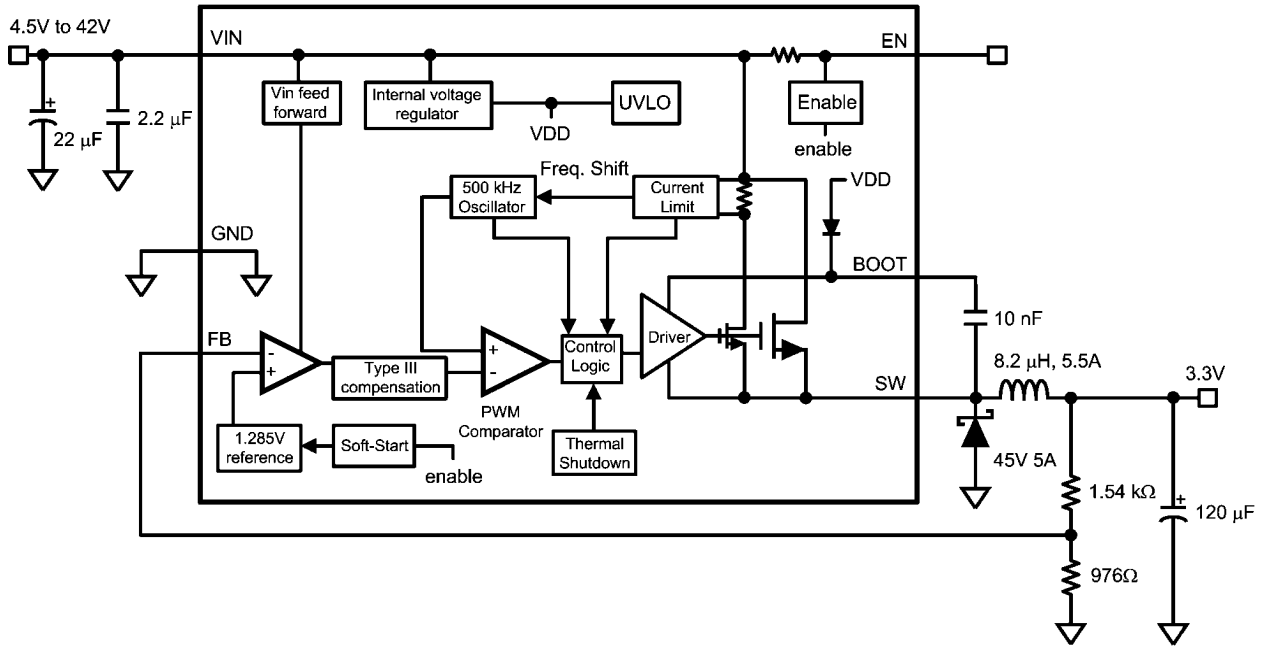 4.5V to 42V
VIN
EN
Vin feed
forward
Internal voltage
regulator
UVLO
Enable
2.2 μF
22 μF
VDD
enable
Freq. Shift
500 kHz
Oscillator
Current
Limit
VDD
GND
BOOT
10 nF
FB
-
+
Type III
compensation
+
-
Control
Logic
Driver
8.2 μH, 5.5A
3.3V
SW
PWM
Comparator
1.285V
reference
Soft-Start
enable
Thermal
Shutdown
45V 5A
1.54 kΩ
+
120 μF
976Ω
+